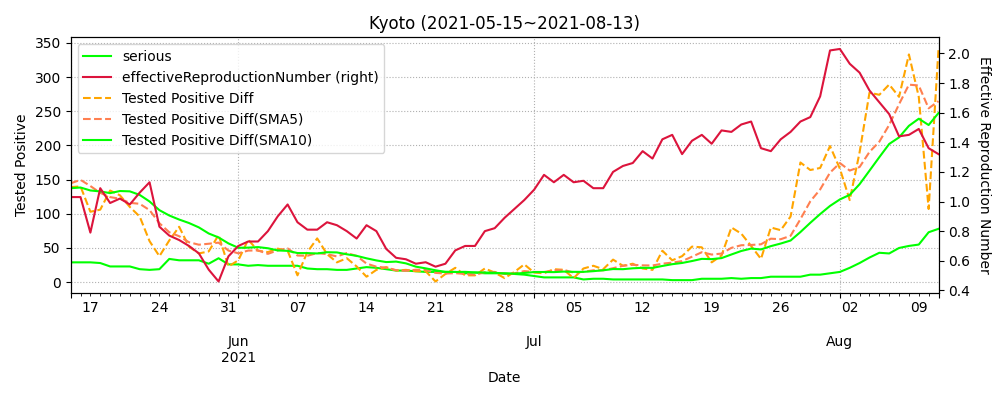 Kyoto (2021-05-15~2021-08-13)
serious
effectiveReproductionNumber (right)
Tested Positive Diff
Tested Positive Diff(SMA5)
Tested Positive Diff(SMA10)
Tested Positive
350
300
250
200
150
100
50
0
2.0
1.8
1.6
1.4
1.2
1.0
0.8
0.6
0.4
Effective Reproduction Number
17 24 31 07 14 21 28 05 12 19 26 02 09
Jun Jul Aug
2021
Date